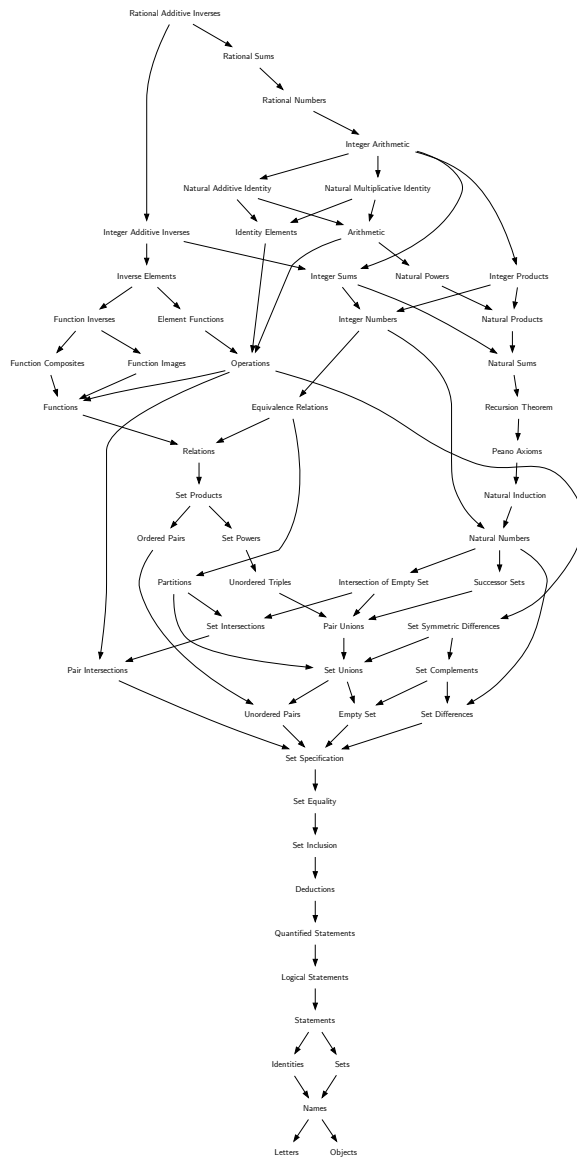 Rational Additive Inverses
Rational Sums
Rational Numbers
Integer Arithmetic
Natural Additive Identity
Natural Multiplicative Identity
Integer Additive Inverses
Identity Elements
Arithmetic
Inverse Elements
Integer Sums
Natural Powers
Integer Products
Function Inverses
Element Functions
Integer Numbers
Natural Products
Function Composites
Function Images
Operations
Natural Sums
Functions
Equivalence Relations
Recursion Theorem
Relations
Peano Axioms
Set Products
Natural Induction
Ordered Pairs
Set Powers
Natural Numbers
Partitions
Unordered Triples
Intersection of Empty Set
Successor Sets
Set Intersections
Pair Unions
Set Symmetric Differences
Pair Intersections
Set Unions
Set Complements
Unordered Pairs
Empty Set
Set Differences
Set Specification
Set Equality
Set Inclusion
Deductions
Quantified Statements
Logical Statements
Statements
Identities
Sets
Names
Letters
Objects